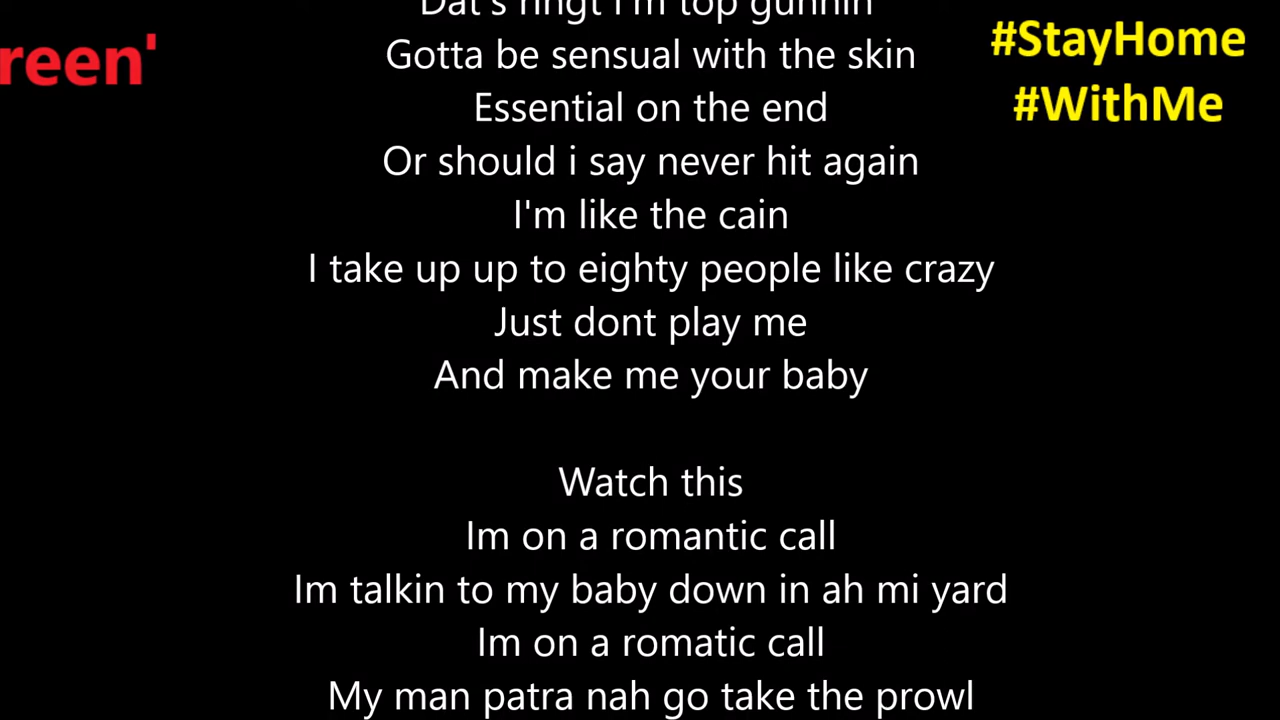 Dat's right i'm top gunnin
reen'
#StayHome
#WithMe
Gotta be sensual with the skin
Essential on the end
Or should i say never hit again
I'm like the cain
I take up up to eighty people like crazy
Just dont play me
And make me your baby
Watch this
Im on a romantic call
Im talkin to my baby down in ah mi yard
Im on a romatic call
My man patra nah go take the prowl